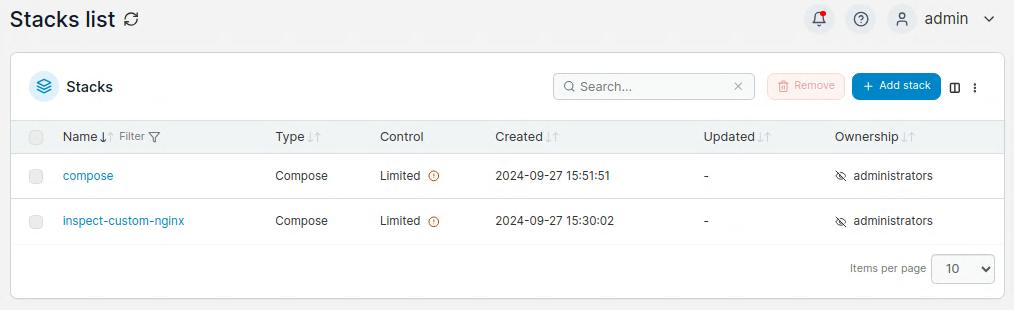 Stacks list
admin
Stacks
Search...
Remove
Add stack
Name Filter Type Control Created Updated Ownership
compose Compose Limited 2024-09-27 15:51:51 - administrators
inspect-custom-nginx Compose Limited 2024-09-27 15:30:02 - administrators
Items per page 10